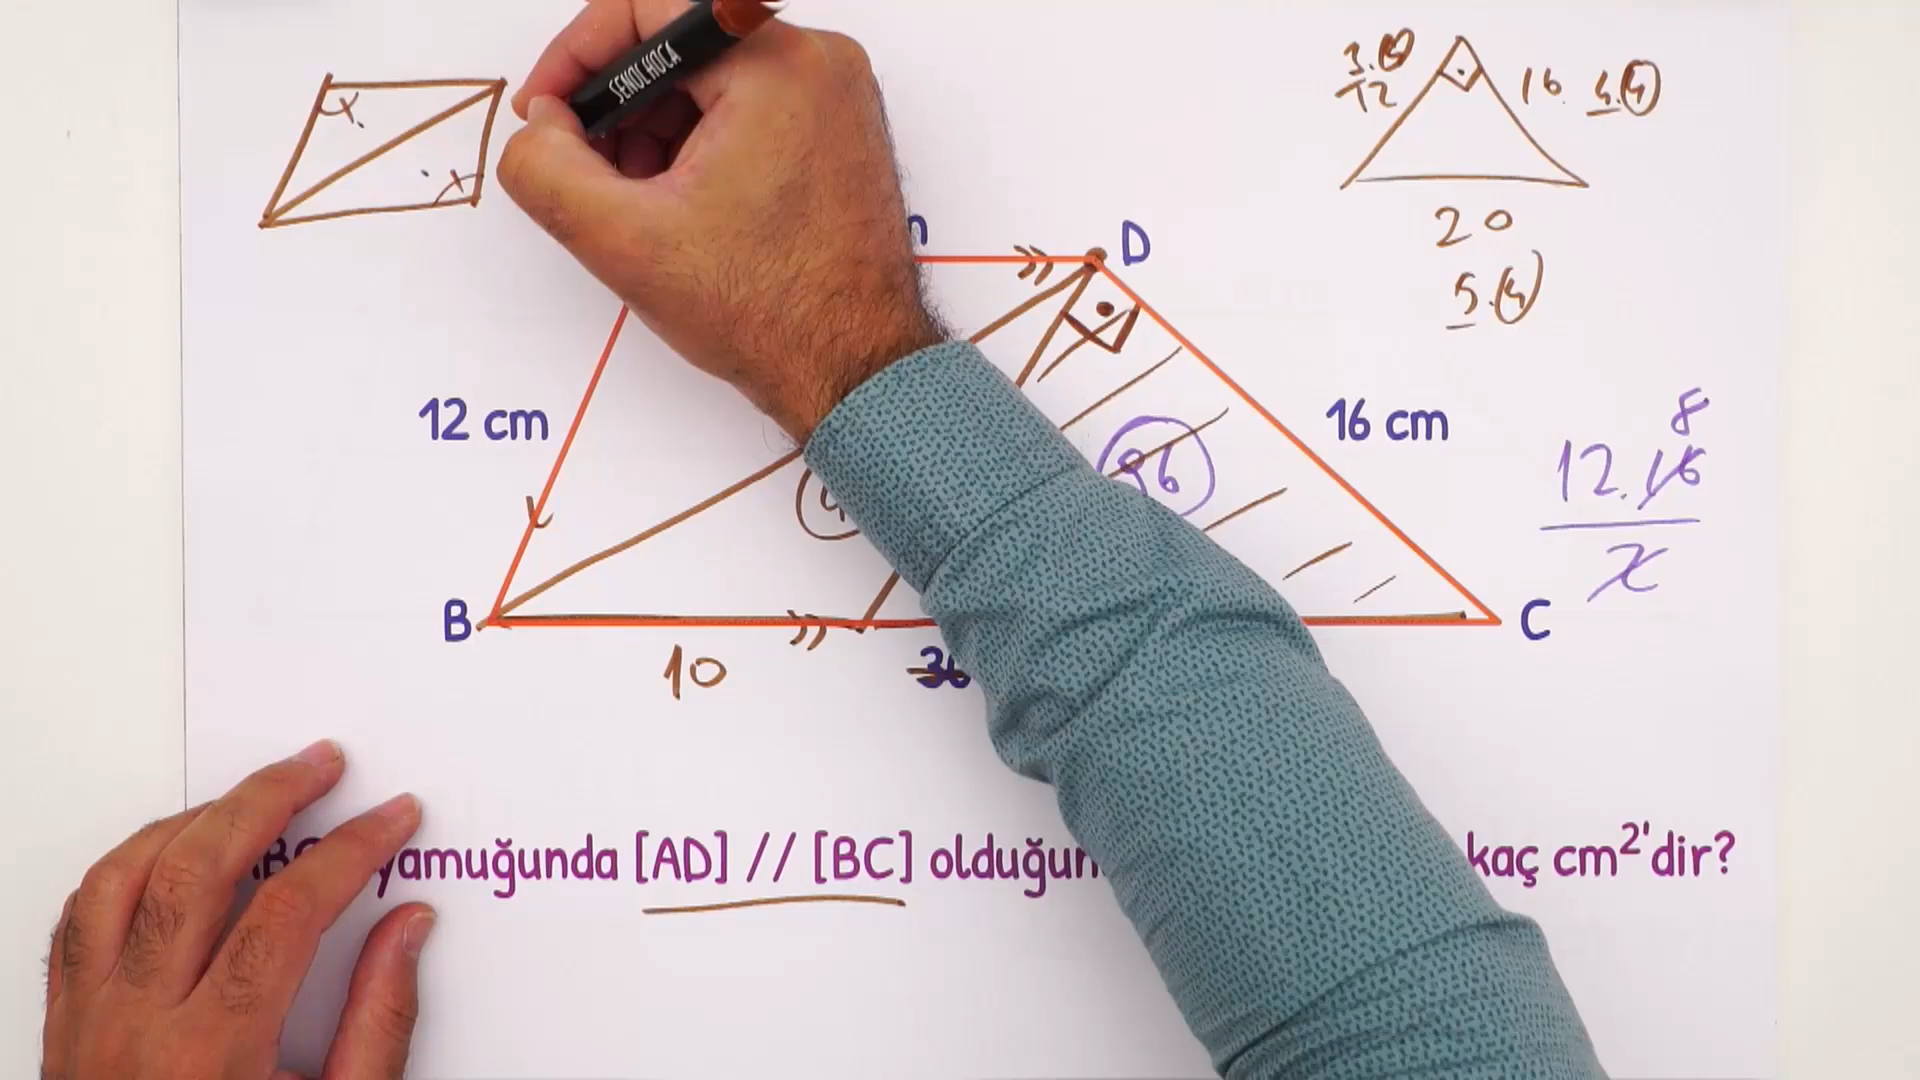 SENOL HOCA
x
x
3.4
12
16 4.(4)
20
5.(4)
D
12 cm
16 cm
96
8
12.16
2
B
C
10
yamuğunda [AD] // [BC]
kaç cm²'dir?